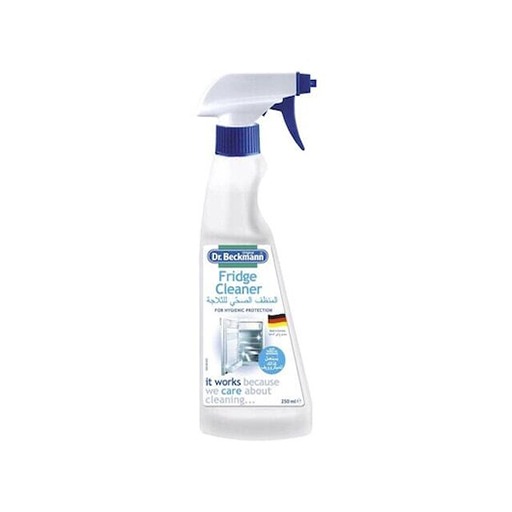 Original
Dr. Beckmann
Fridge
Cleaner
المنظف الصحي للثلاجة
FOR HYGIENIC PROTECTION
it works because
we care about
cleaning...
250 ml e